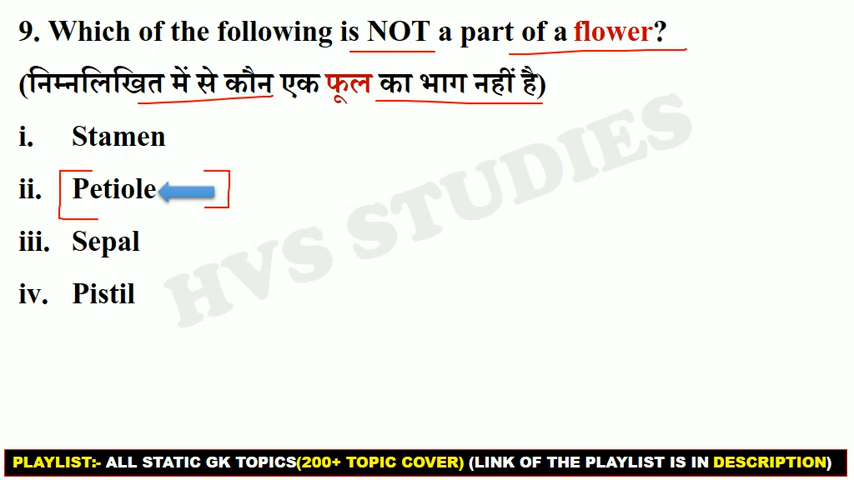 9. Which of the following is NOT a part of a flower?
(निम्नलिखित में से कौन एक फूल का भाग नहीं है)
i. Stamen
ii. Petiole
iii. Sepal
iv. Pistil
HVS STUDIES
PLAYLIST:- ALL STATIC GK TOPICS(200+ TOPIC COVER) (LINK OF THE PLAYLIST IS IN DESCRIPTION)